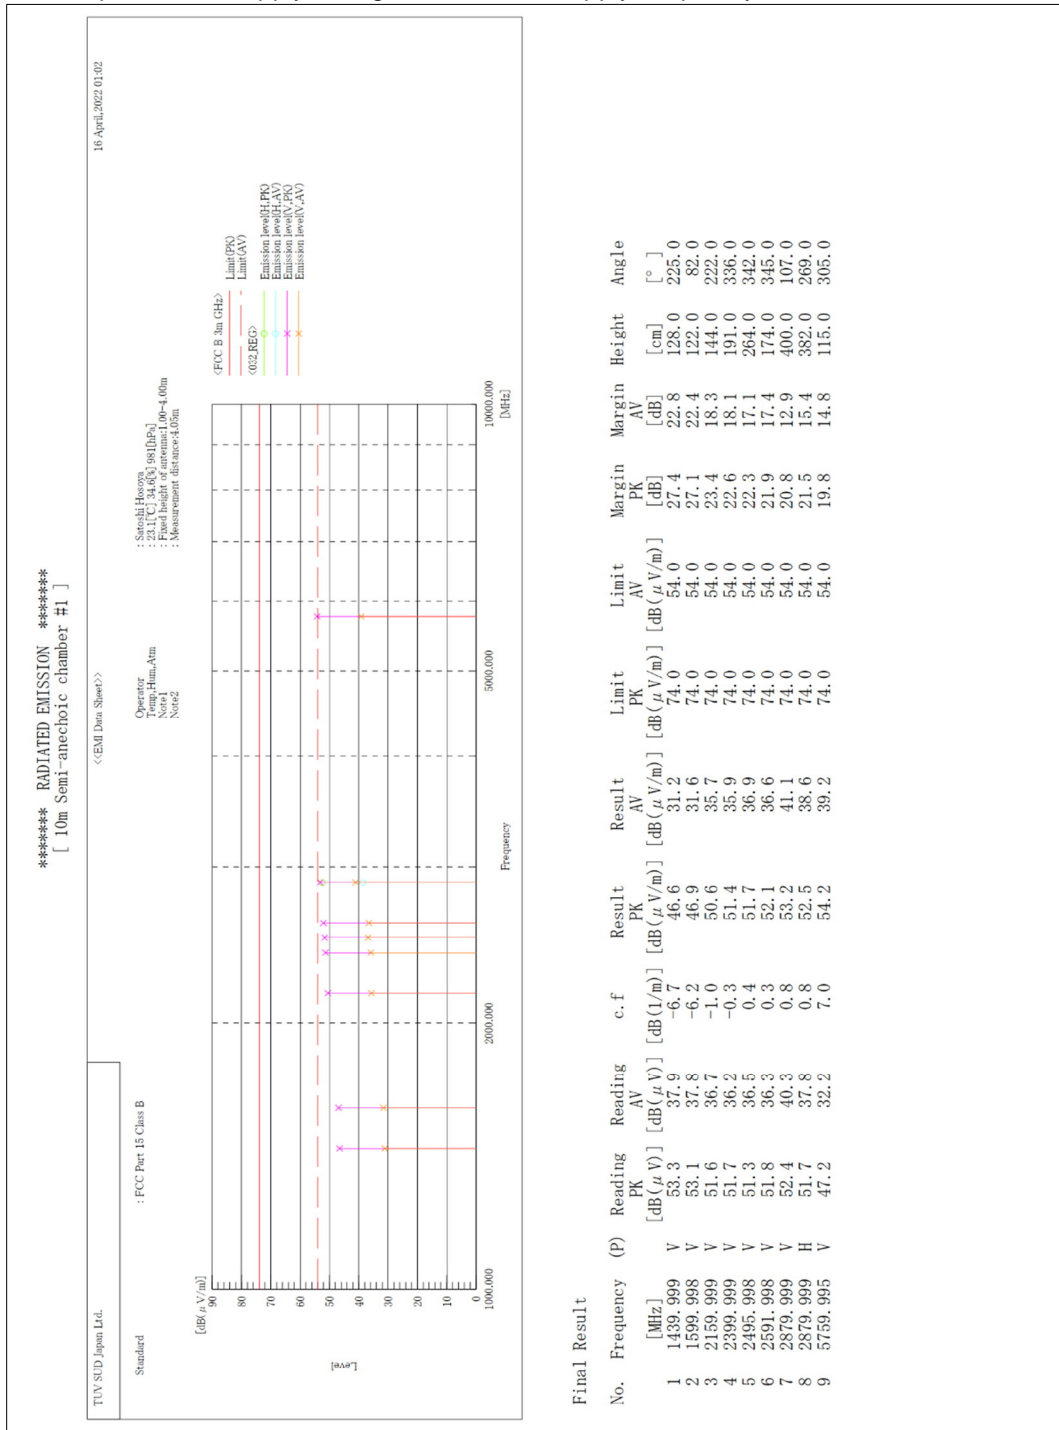 ****** RADIATED EMISSION ******
[ 10m Semi-anechoic chamber #1 ]
TUV SUD Japan Ltd.
<<EMI Data Sheet>>
16 April,2022 01:02
Standard : FCC Part 15 Class B
Operator : Satoshi Hosoya
Temp,Hum,Atm : 23.1[℃] 34.6[%] 981[hPa]
Note1 : Fixed height of antenna:1.00-4.00m
Note2 : Measurement distance:4.05m
<FCC B 3m GHz>
Limit(PK)
Limit(AV)
<032_REG>
Emission level(H,PK)
Emission level(H,AV)
Emission level(V,PK)
Emission level(V,AV)
[dB(μV/m)]
90
80
70
60
50
40
30
20
10
0
Level
1000.000 2000.000 5000.000 10000.000
Frequency
[MHz]
Final Result
No. Frequency (P) Reading Reading c.f Result Result Limit Limit Margin Margin Height Angle
PK AV PK AV PK AV PK AV
[MHz] [dB(μV)] [dB(μV)] [dB(1/m)] [dB(μV/m)] [dB(μV/m)] [dB(μV/m)] [dB(μV/m)] [dB] [dB] [cm] [° ]
1 1439.999 V 53.3 37.9 -6.7 46.6 31.2 74.0 54.0 27.4 22.8 128.0 225.0
2 1599.998 V 53.1 37.8 -6.2 46.9 31.6 74.0 54.0 27.1 22.4 122.0 82.0
3 2159.999 V 51.6 36.7 -1.0 50.6 35.7 74.0 54.0 23.4 18.3 144.0 222.0
4 2399.999 V 51.7 36.2 -0.3 51.4 35.9 74.0 54.0 22.6 18.1 191.0 336.0
5 2495.998 V 51.3 36.5 0.4 51.7 36.9 74.0 54.0 22.3 17.1 264.0 342.0
6 2591.998 V 51.8 36.3 0.3 52.1 36.6 74.0 54.0 21.9 17.4 174.0 345.0
7 2879.999 V 52.4 40.3 0.8 53.2 41.1 74.0 54.0 20.8 12.9 400.0 107.0
8 2879.999 H 51.7 37.8 0.8 52.5 38.6 74.0 54.0 21.5 15.4 382.0 269.0
9 5759.995 V 47.2 32.2 7.0 54.2 39.2 74.0 54.0 19.8 14.8 115.0 305.0